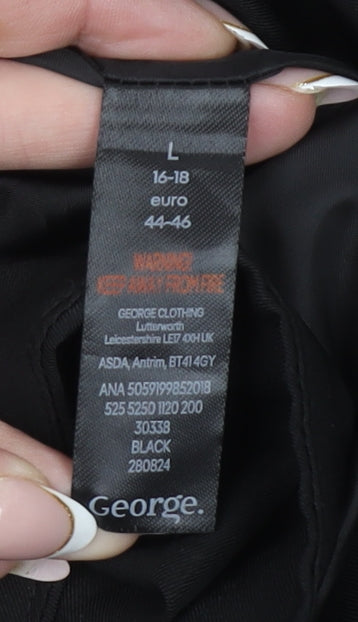 L
16-18
euro
44-46
WARNING!
KEEP AWAY FROM FIRE
GEORGE CLOTHING
Lutterworth
Leicestershire LE17 4XH UK
ASDA, Antrim, BT41 4GY
ANA 5059199852018
525 5250 1120 200
30338
BLACK
280824
George.